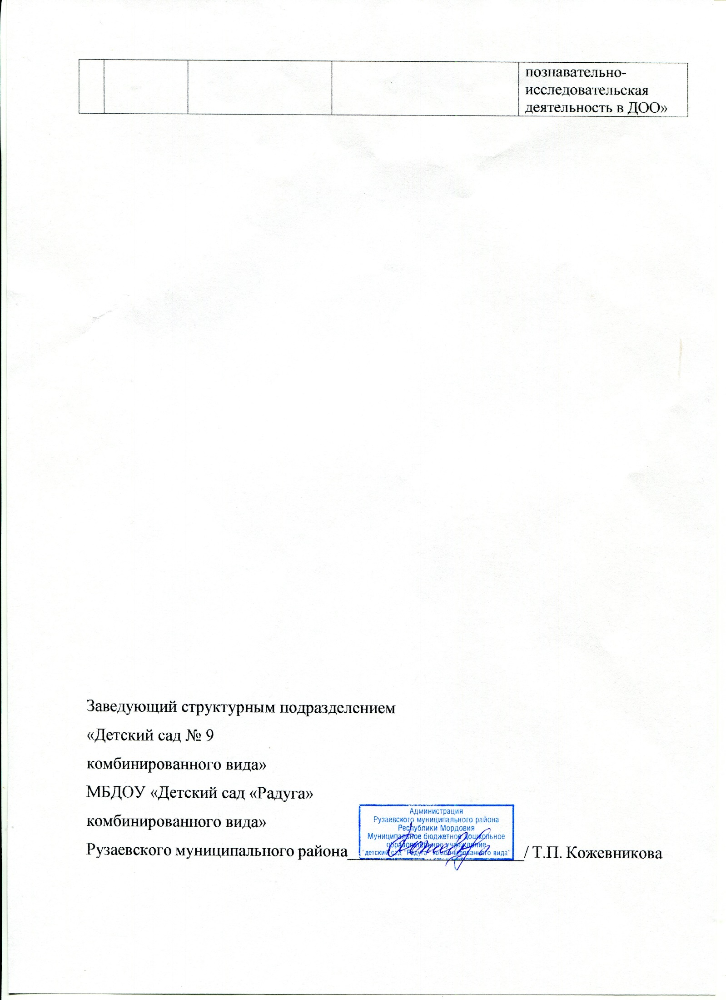 познавательно-
исследовательская
деятельность в ДОО»
Заведующий структурным подразделением
«Детский сад № 9
комбинированного вида»
МБДОУ «Детский сад «Радуга»
комбинированного вида»
Администрация
Рузаевского муниципального района
Республики Мордовия
Муниципальное бюджетное дошкольное
образовательное учреждение
"детский сад "Радуга" комбинированного вида"
Рузаевского муниципального района / Т.П. Кожевникова